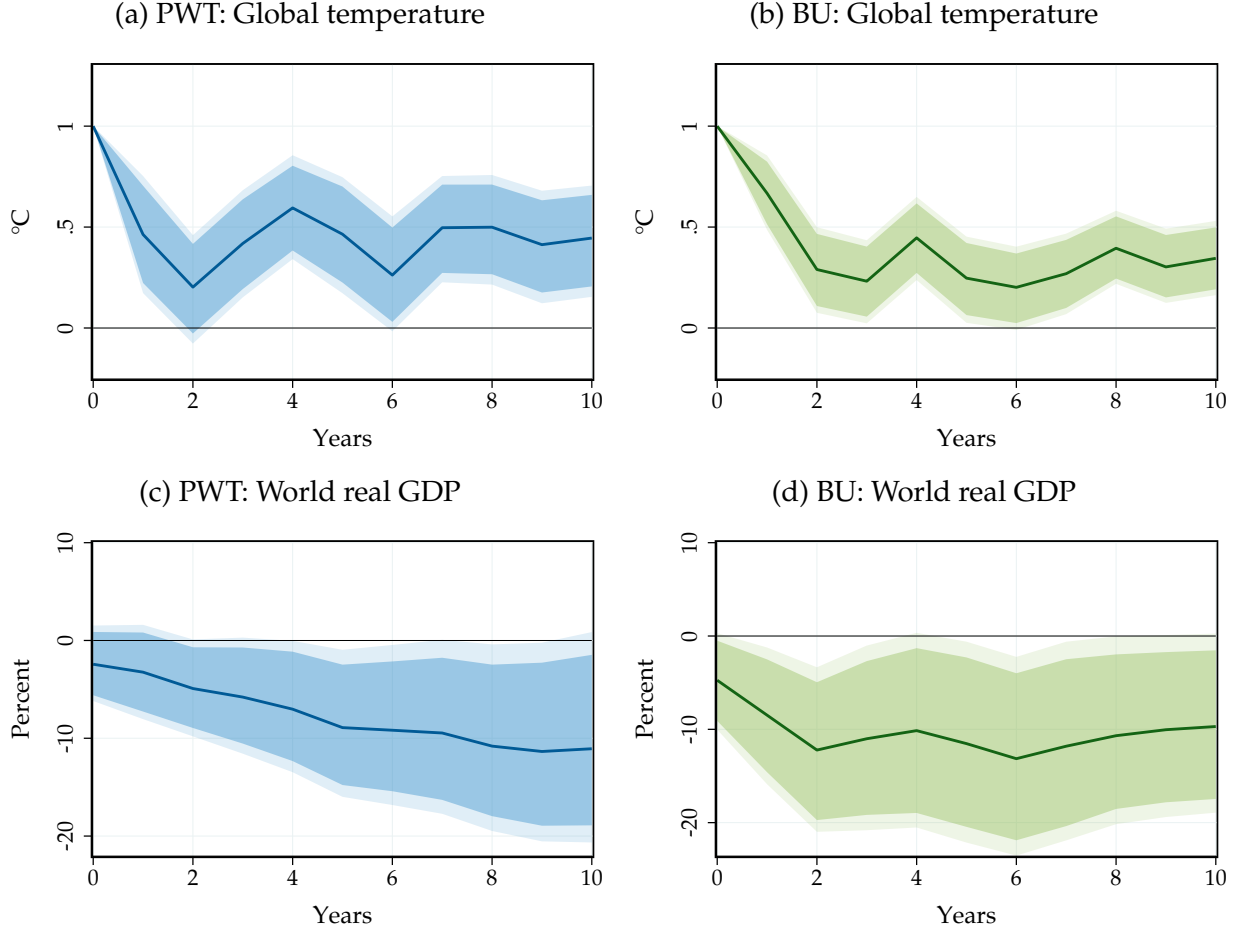 (a) PWT: Global temperature
1
.5
0
°C
0 2 4 6 8 10
Years
(b) BU: Global temperature
1
.5
0
°C
0 2 4 6 8 10
Years
(c) PWT: World real GDP
10
0
-10
-20
Percent
0 2 4 6 8 10
Years
(d) BU: World real GDP
10
0
-10
-20
Percent
0 2 4 6 8 10
Years